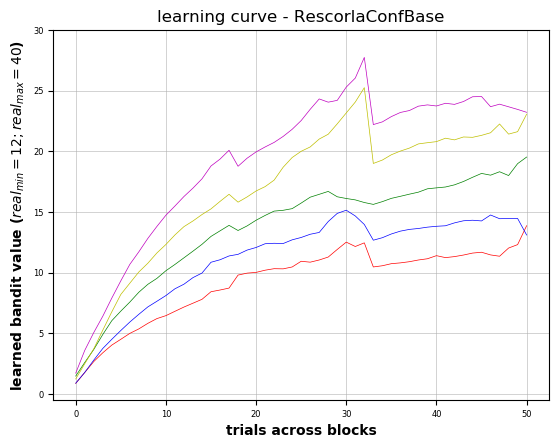 learning curve - RescorlaConfBase
learned bandit value (real_min = 12; real_max = 40)
30
25
20
15
10
5
0
0 10 20 30 40 50
trials across blocks